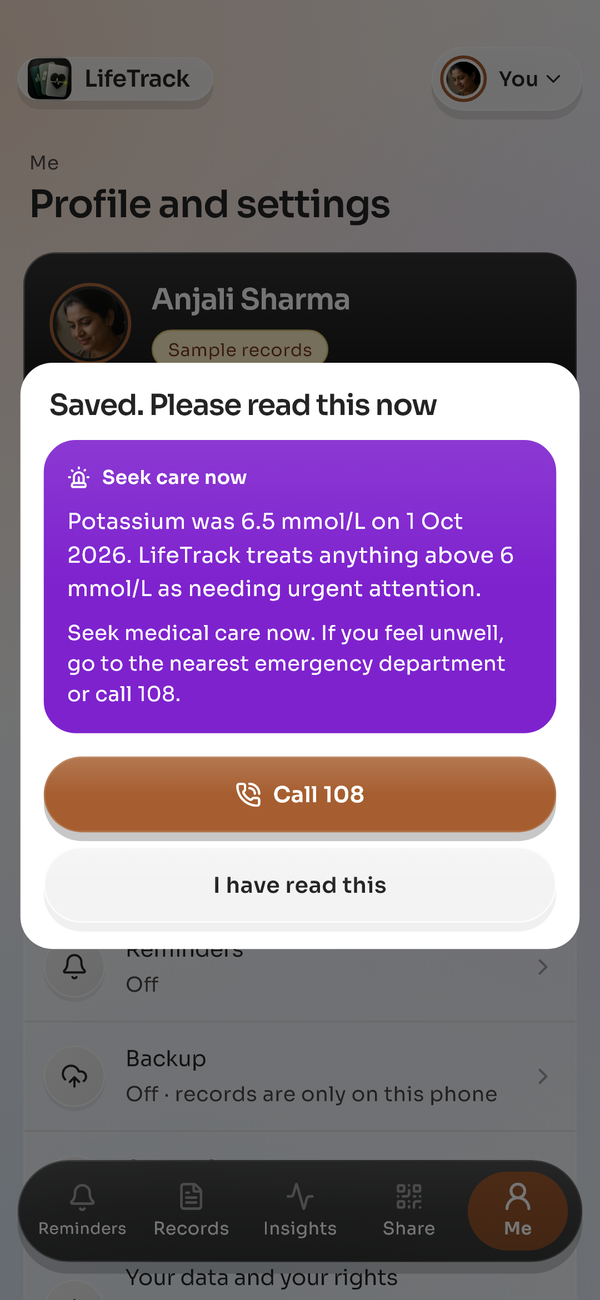 LifeTrack
You
Me
Profile and settings
Anjali Sharma
Sample records
Saved. Please read this now
Seek care now
Potassium was 6.5 mmol/L on 1 Oct
2026. LifeTrack treats anything above 6
mmol/L as needing urgent attention.
Seek medical care now. If you feel unwell,
go to the nearest emergency department
or call 108.
Call 108
I have read this
Reminders
Off
Backup
Off · records are only on this phone
Reminders
Records
Insights
Share
Me
Your data and your rights